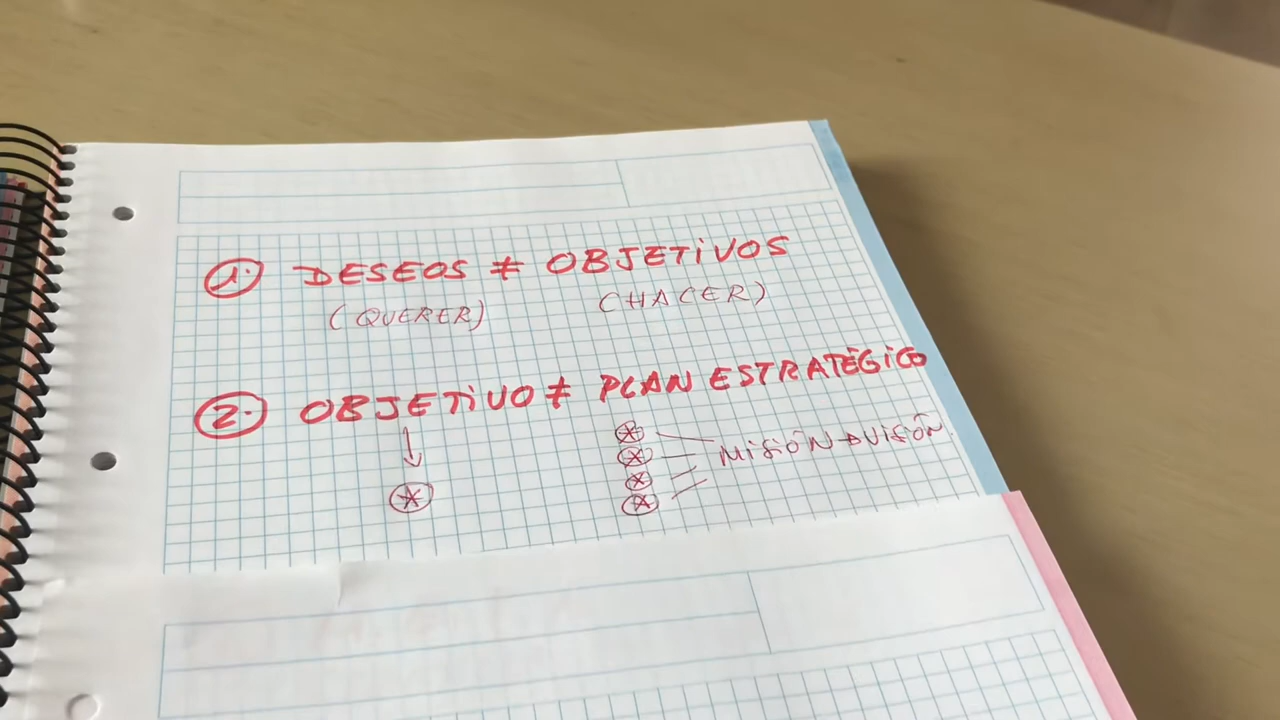 1. DESEOS ≠ OBJETIVOS
(QUERER) (HACER)
2. OBJETIVO ≠ PLAN ESTRATÉGICO
MISIÓN → VISIÓN